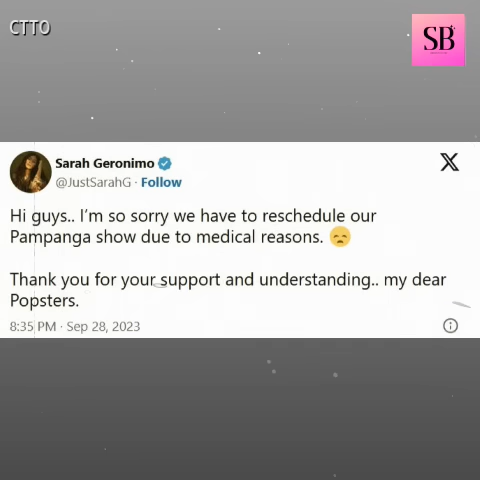 CTTO
SB
Sarah Geronimo
@JustSarahG · Follow
Hi guys.. I'm so sorry we have to reschedule our
Pampanga show due to medical reasons. 😞
Thank you for your support and understanding.. my dear
Popsters.
8:35 PM · Sep 28, 2023